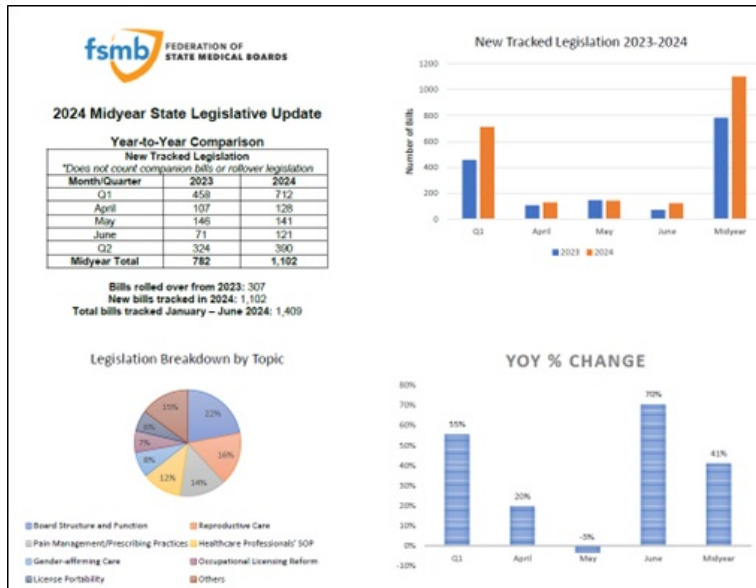 fsmb
FEDERATION OF
STATE MEDICAL BOARDS
2024 Midyear State Legislative Update
Year-to-Year Comparison
New Tracked Legislation
*Does not count companion bills or rollover legislation
Month/Quarter 2023 2024
Q1 458 712
April 107 128
May 146 141
June 71 121
Q2 324 390
Midyear Total 782 1,102
Bills rolled over from 2023: 307
New bills tracked in 2024: 1,102
Total bills tracked January – June 2024: 1,409
New Tracked Legislation 2023-2024
Number of Bills
1200
1000
800
600
400
200
0
Q1 April May June Midyear
2023 2024
Legislation Breakdown by Topic
22%
16%
14%
12%
8%
7%
6%
15%
Board Structure and Function Reproductive Care
Pain Management/Prescribing Practices Healthcare Professionals' SOP
Gender-affirming Care Occupational Licensing Reform
License Portability Others
YOY % CHANGE
80%
70%
60%
50%
40%
30%
20%
10%
0%
-10%
55%
20%
-3%
70%
41%
Q1 April May June Midyear